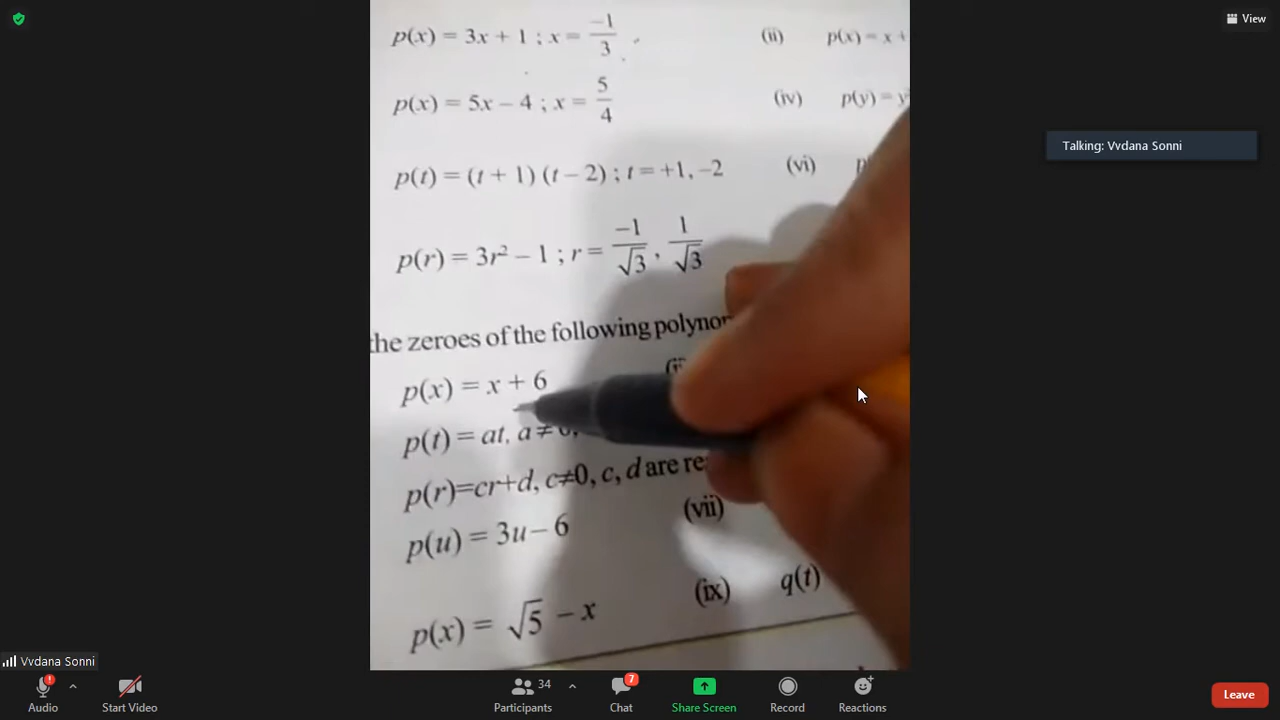 View
p(x) = 3x + 1 ; x = -1/3 (ii) p(x) = x +
p(x) = 5x – 4 ; x = 5/4 (iv) p(y) = y
Talking: Vvdana Sonni
p(t) = (t + 1) (t – 2) ; t = +1, –2 (vi)
p(r) = 3r² – 1 ; r = -1/√3, 1/√3
the zeroes of the following
p(x) = x + 6
p(t) = at, a ≠ 0,
p(r)=cr+d, c≠0, c, d are
p(u) = 3u – 6 (vii)
p(x) = √5 – x (ix) q(t)
Vvdana Sonni
34 7
Audio Start Video Participants Chat Share Screen Record Reactions Leave